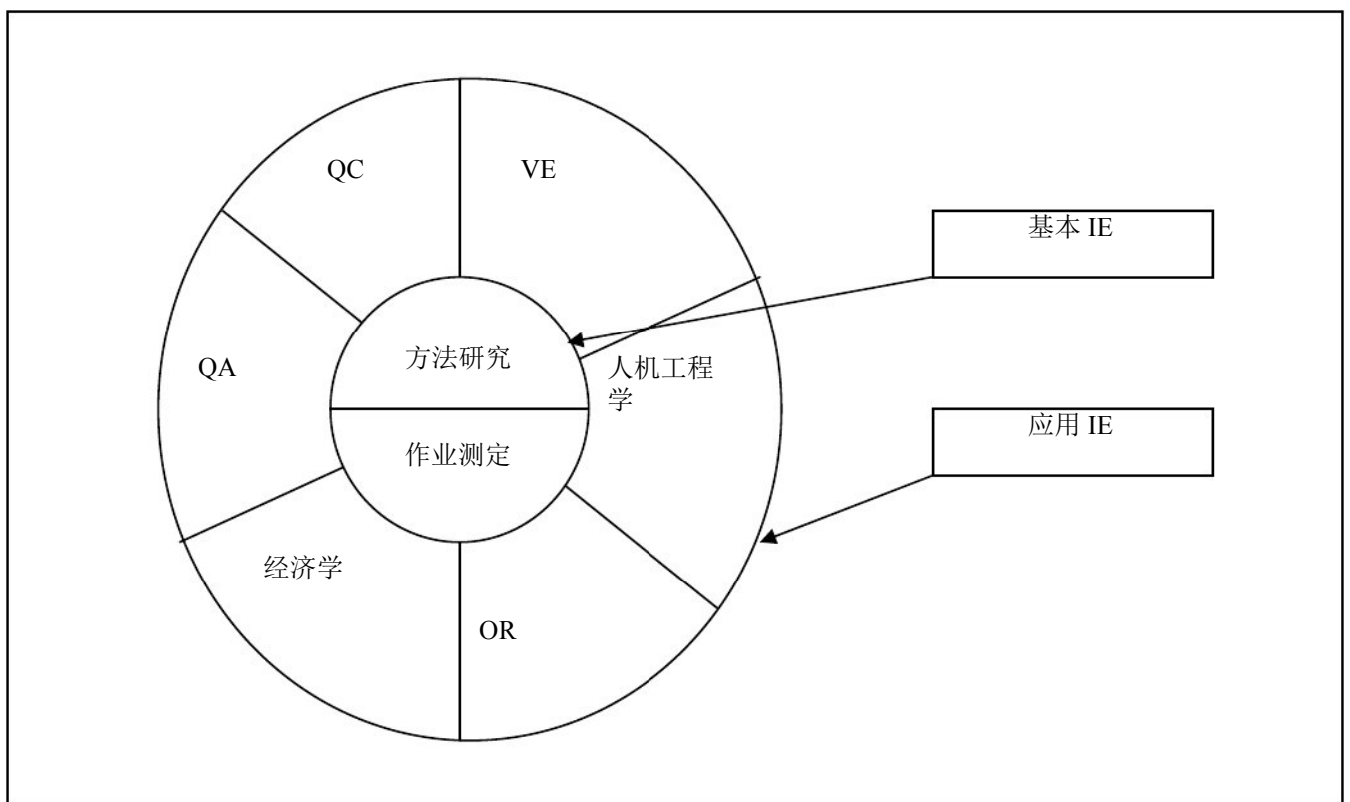 QC
VE
基本 IE
方法研究
QA
人机工程
学
应用 IE
作业测定
经济学
OR